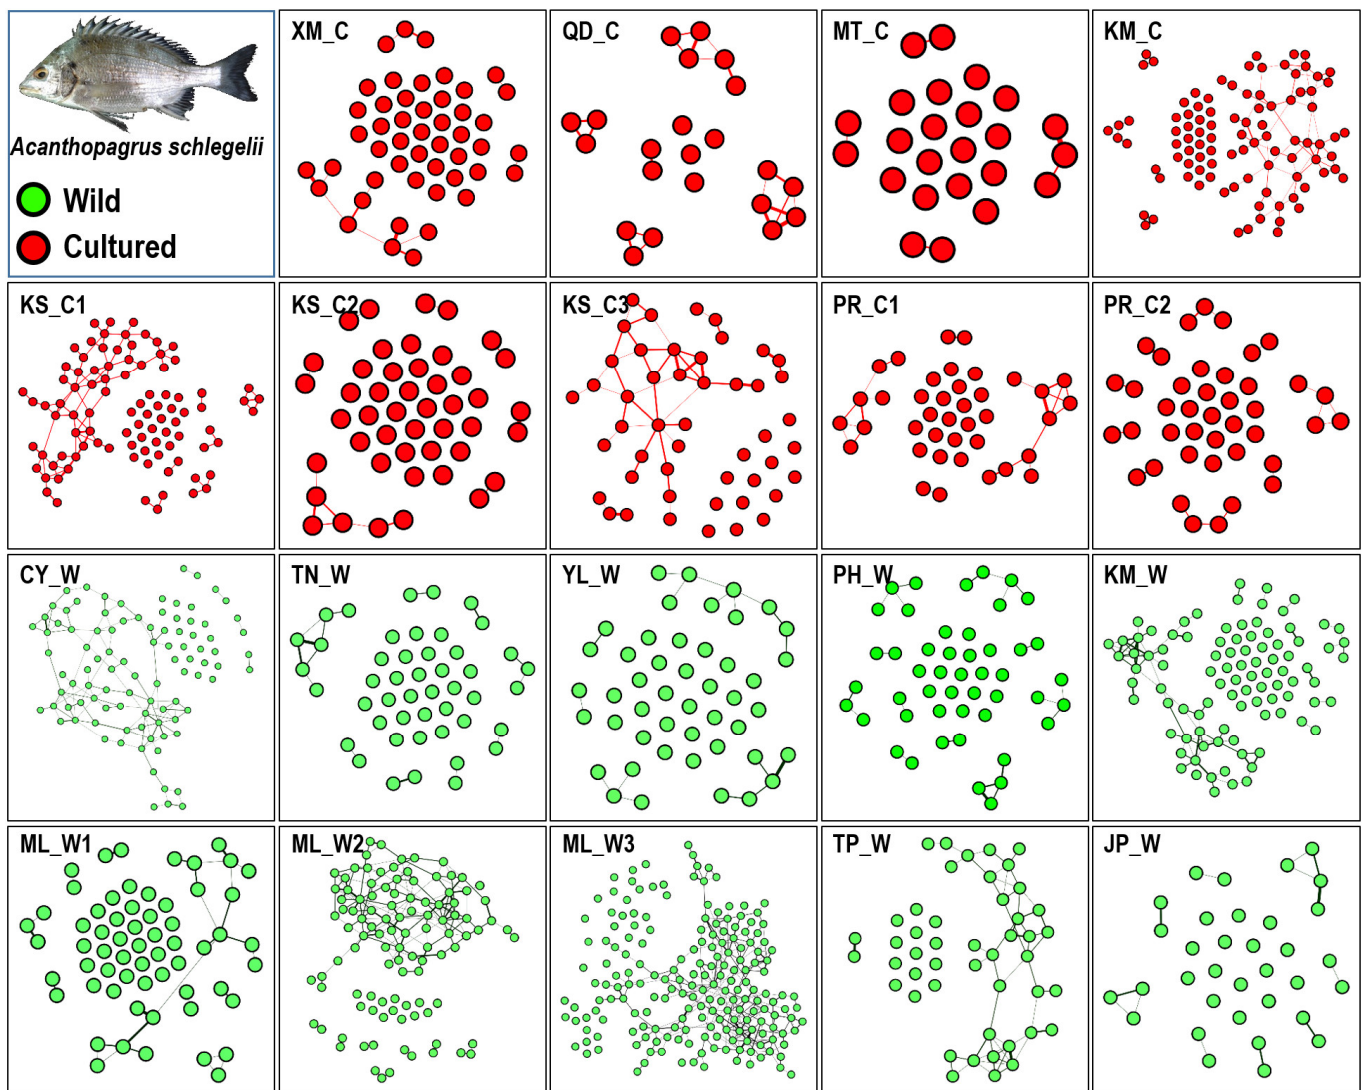 Acanthopagrus schlegelii
Wild
Cultured
XM_C
QD_C
MT_C
KM_C
KS_C1
KS_C2
KS_C3
PR_C1
PR_C2
CY_W
TN_W
YL_W
PH_W
KM_W
ML_W1
ML_W2
ML_W3
TP_W
JP_W